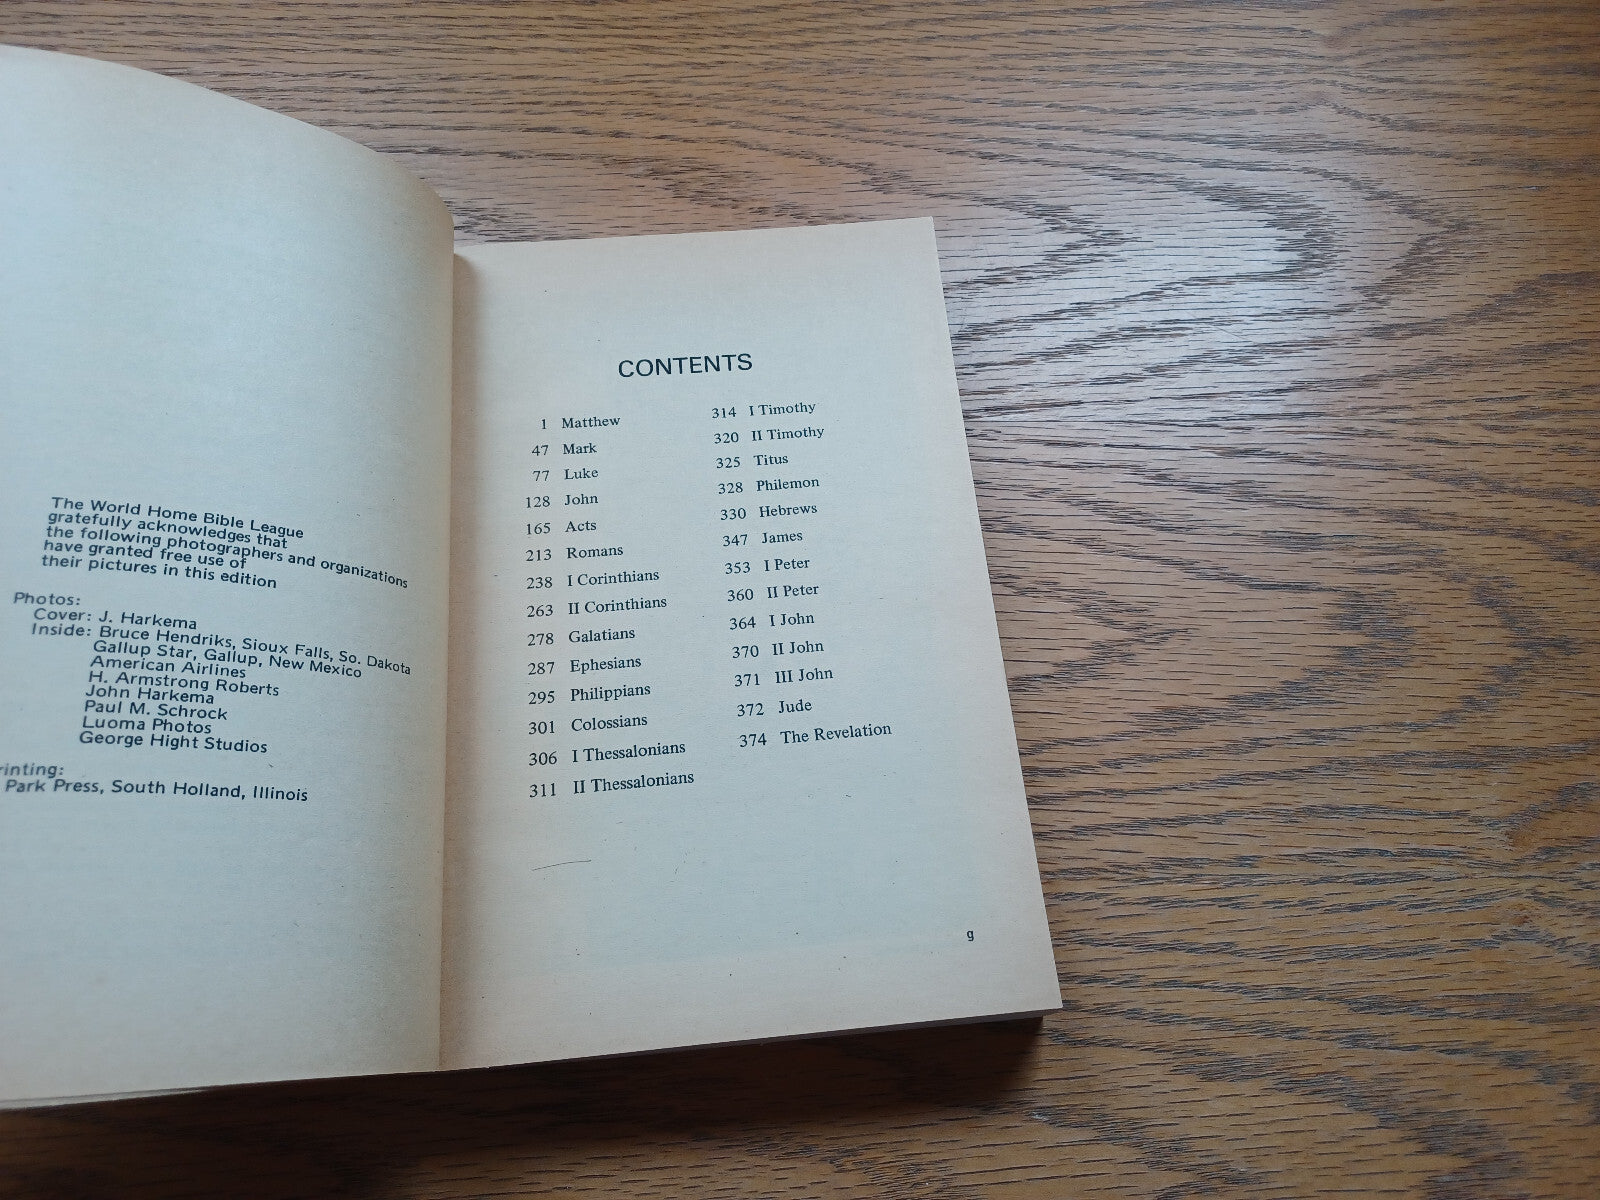 The World Home Bible League
gratefully acknowledges that
the following photographers and organizations
have granted free use of
their pictures in this edition
Photos:
Cover: J. Harkema
Inside: Bruce Hendriks, Sioux Falls, So. Dakota
Gallup Star, Gallup, New Mexico
American Airlines
H. Armstrong Roberts
John Harkema
Paul M. Schrock
Luoma Photos
George Hight Studios
rinting:
Park Press, South Holland, Illinois
CONTENTS
1 Matthew
47 Mark
77 Luke
128 John
165 Acts
213 Romans
238 I Corinthians
263 II Corinthians
278 Galatians
287 Ephesians
295 Philippians
301 Colossians
306 I Thessalonians
311 II Thessalonians
314 I Timothy
320 II Timothy
325 Titus
328 Philemon
330 Hebrews
347 James
353 I Peter
360 II Peter
364 I John
370 II John
371 III John
372 Jude
374 The Revelation
g